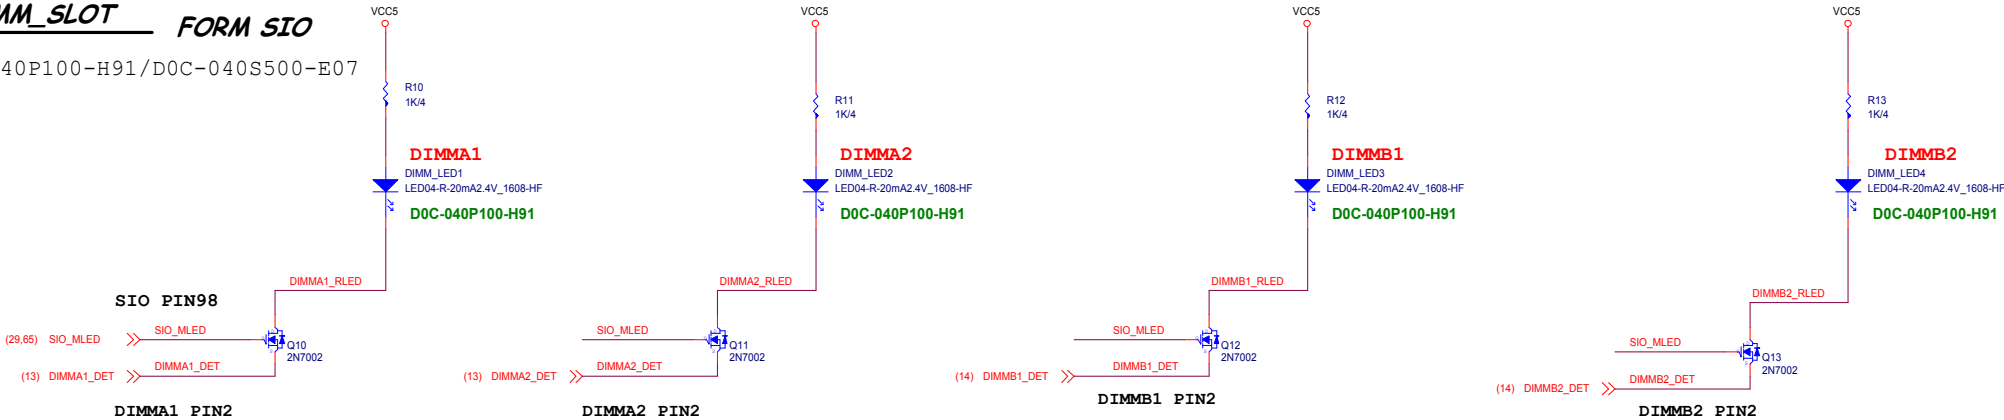 MM_SLOT FORM SIO
40P100-H91/D0C-040S500-E07
VCC5
R10
1K/4
DIMMA1
DIMM_LED1
LED04-R-20mA2.4V_1608-HF
D0C-040P100-H91
DIMMA1_RLED
SIO PIN98
(29,65) SIO_MLED
SIO_MLED
Q10
2N7002
(13) DIMMA1_DET
DIMMA1_DET
DIMMA1 PIN2
VCC5
R11
1K/4
DIMMA2
DIMM_LED2
LED04-R-20mA2.4V_1608-HF
D0C-040P100-H91
DIMMA2_RLED
SIO_MLED
Q11
2N7002
(13) DIMMA2_DET
DIMMA2_DET
DIMMA2 PIN2
VCC5
R12
1K/4
DIMMB1
DIMM_LED3
LED04-R-20mA2.4V_1608-HF
D0C-040P100-H91
DIMMB1_RLED
SIO_MLED
Q12
2N7002
(14) DIMMB1_DET
DIMMB1_DET
DIMMB1 PIN2
VCC5
R13
1K/4
DIMMB2
DIMM_LED4
LED04-R-20mA2.4V_1608-HF
D0C-040P100-H91
DIMMB2_RLED
SIO_MLED
Q13
2N7002
(14) DIMMB2_DET
DIMMB2_DET
DIMMB2 PIN2